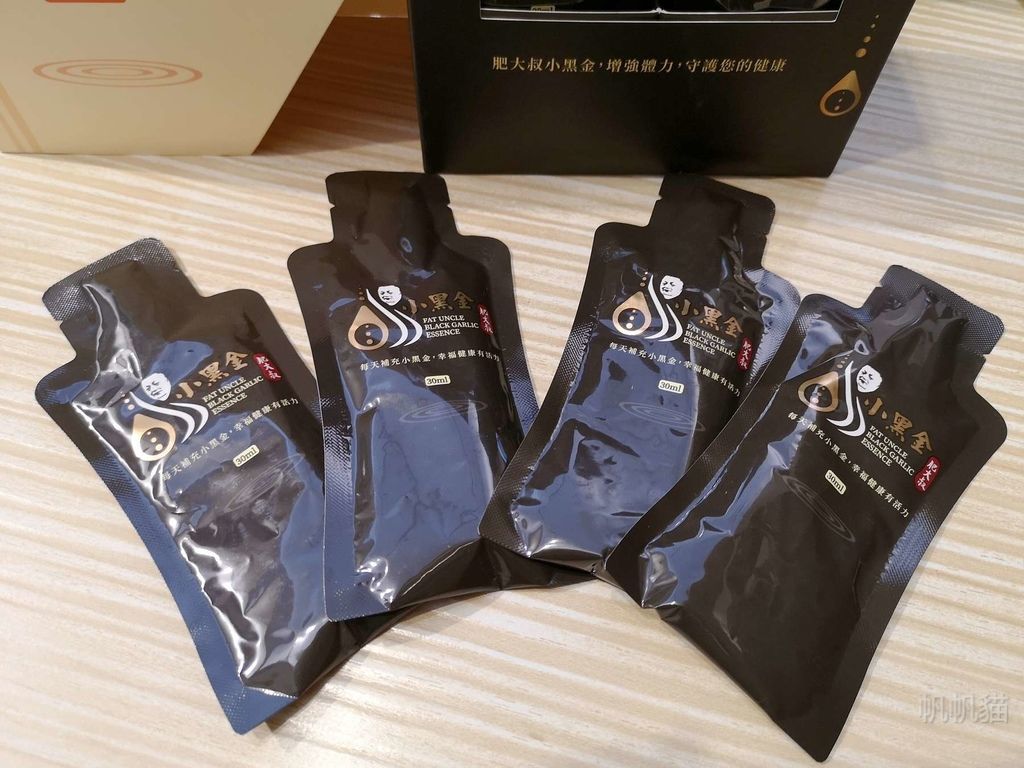 肥大叔小黑金,增強體力,守護您的健康
小黑金
FAT UNCLE
BLACK GARLIC
ESSENCE
肥大叔
每天補充小黑金,幸福健康有活力
30ml
小黑金
FAT UNCLE
BLACK GARLIC
ESSENCE
肥大叔
每天補充小黑金,幸福健康有活力
30ml
小黑金
FAT UNCLE
BLACK GARLIC
ESSENCE
每天補充小黑金,幸福健康有活力
30ml
小黑金
FAT UNCLE
BLACK GARLIC
ESSENCE
肥大叔
每天補充小黑金,幸福健康有活力
30ml
帆帆貓